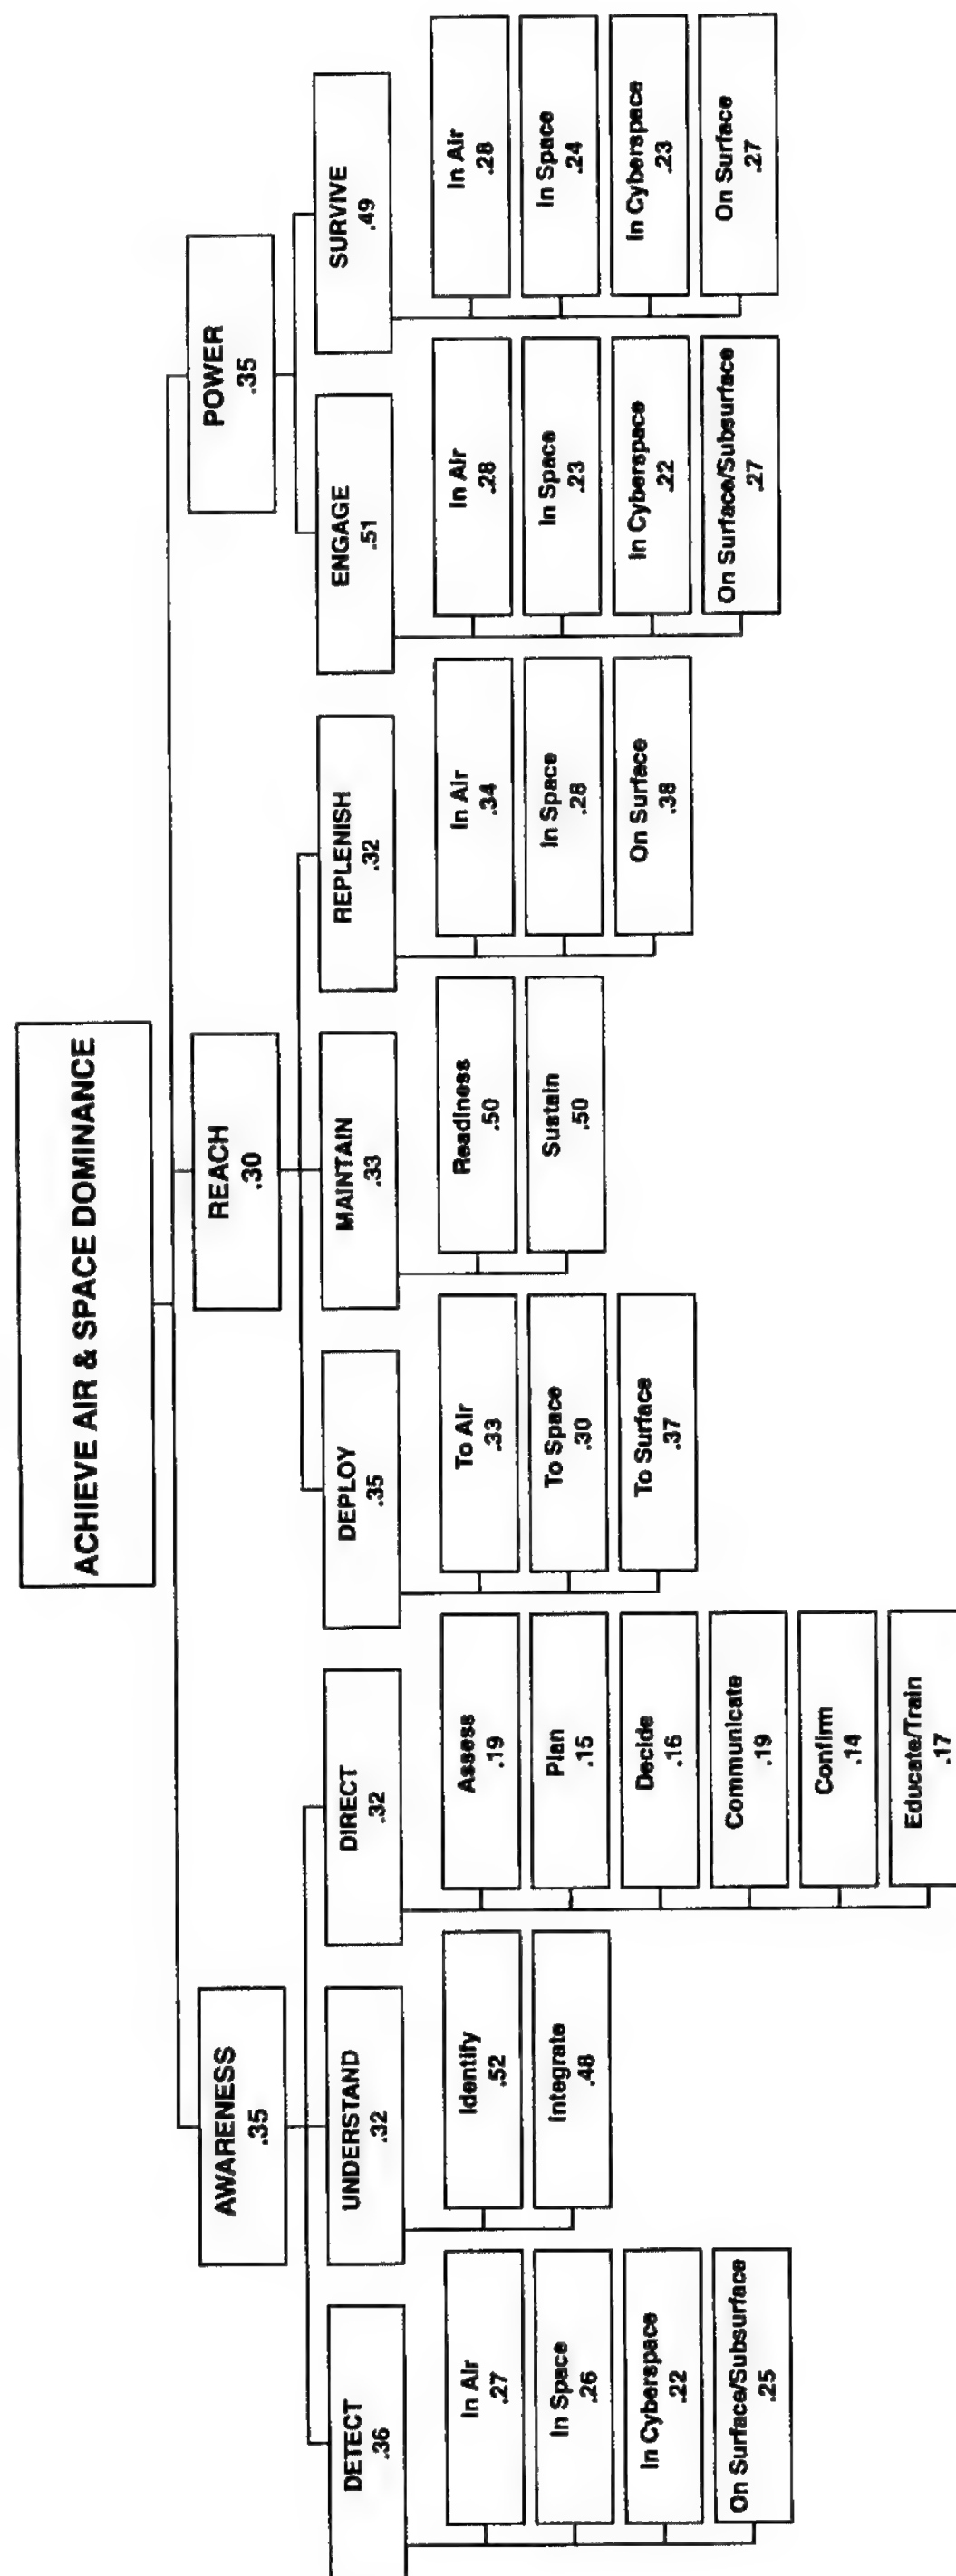 ACHIEVE AIR & SPACE DOMINANCE
AWARENESS
.35
REACH
.30
POWER
.35
DETECT
.36
UNDERSTAND
.32
DIRECT
.32
DEPLOY
.35
MAINTAIN
.33
REPLENISH
.32
ENGAGE
.51
SURVIVE
.49
In Air
.27
In Space
.26
In Cyberspace
.22
On Surface/Subsurface
.25
Identify
.52
Integrate
.48
Assess
.19
Plan
.15
Decide
.16
Communicate
.19
Confirm
.14
Educate/Train
.17
To Air
.33
To Space
.30
To Surface
.37
Readiness
.50
Sustain
.50
In Air
.34
In Space
.28
On Surface
.38
In Air
.28
In Space
.23
In Cyberspace
.22
On Surface/Subsurface
.27
In Air
.28
In Space
.24
In Cyberspace
.23
On Surface
.27